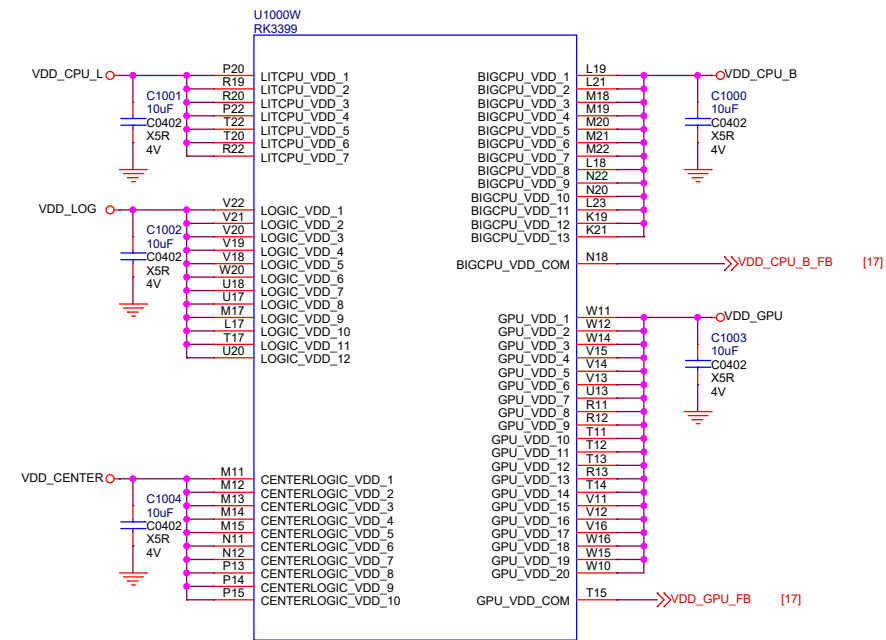 U1000W
RK3399
VDD_CPU_L
P20 LITCPU_VDD_1
R19 LITCPU_VDD_2
R20 LITCPU_VDD_3
P22 LITCPU_VDD_4
T22 LITCPU_VDD_5
T20 LITCPU_VDD_6
R22 LITCPU_VDD_7
C1001
10uF
C0402
X5R
4V
VDD_LOG
V22 LOGIC_VDD_1
V21 LOGIC_VDD_2
V20 LOGIC_VDD_3
V19 LOGIC_VDD_4
V18 LOGIC_VDD_5
W20 LOGIC_VDD_6
U18 LOGIC_VDD_7
U17 LOGIC_VDD_8
M17 LOGIC_VDD_9
L17 LOGIC_VDD_10
T17 LOGIC_VDD_11
U20 LOGIC_VDD_12
C1002
10uF
C0402
X5R
4V
VDD_CENTER
M11 CENTERLOGIC_VDD_1
M12 CENTERLOGIC_VDD_2
M13 CENTERLOGIC_VDD_3
M14 CENTERLOGIC_VDD_4
M15 CENTERLOGIC_VDD_5
N11 CENTERLOGIC_VDD_6
N12 CENTERLOGIC_VDD_7
P13 CENTERLOGIC_VDD_8
P14 CENTERLOGIC_VDD_9
P15 CENTERLOGIC_VDD_10
C1004
10uF
C0402
X5R
4V
BIGCPU_VDD_1 L19
BIGCPU_VDD_2 L21
BIGCPU_VDD_3 M18
BIGCPU_VDD_4 M19
BIGCPU_VDD_5 M20
BIGCPU_VDD_6 M21
BIGCPU_VDD_7 M22
BIGCPU_VDD_8 L18
BIGCPU_VDD_9 N22
BIGCPU_VDD_10 N20
BIGCPU_VDD_11 L23
BIGCPU_VDD_12 K19
BIGCPU_VDD_13 K21
VDD_CPU_B
C1000
10uF
C0402
X5R
4V
BIGCPU_VDD_COM N18 VDD_CPU_B_FB [17]
GPU_VDD_1 W11
GPU_VDD_2 W12
GPU_VDD_3 W14
GPU_VDD_4 V15
GPU_VDD_5 V14
GPU_VDD_6 V13
GPU_VDD_7 U13
GPU_VDD_8 R11
GPU_VDD_9 R12
GPU_VDD_10 T11
GPU_VDD_11 T12
GPU_VDD_12 T13
GPU_VDD_13 R13
GPU_VDD_14 T14
GPU_VDD_15 V11
GPU_VDD_16 V12
GPU_VDD_17 V16
GPU_VDD_18 W16
GPU_VDD_19 W15
GPU_VDD_20 W10
VDD_GPU
C1003
10uF
C0402
X5R
4V
GPU_VDD_COM T15 VDD_GPU_FB [17]